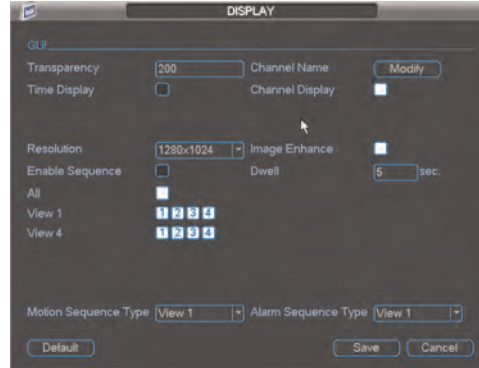 DISPLAY
GUI
Transparency 200 Channel Name Modify
Time Display Channel Display
Resolution 1280x1024 Image Enhance
Enable Sequence Dwell 5 sec.
All
View 1 1 2 3 4
View 4 1 2 3 4
Motion Sequence Type View 1 Alarm Sequence Type View 1
Default Save Cancel